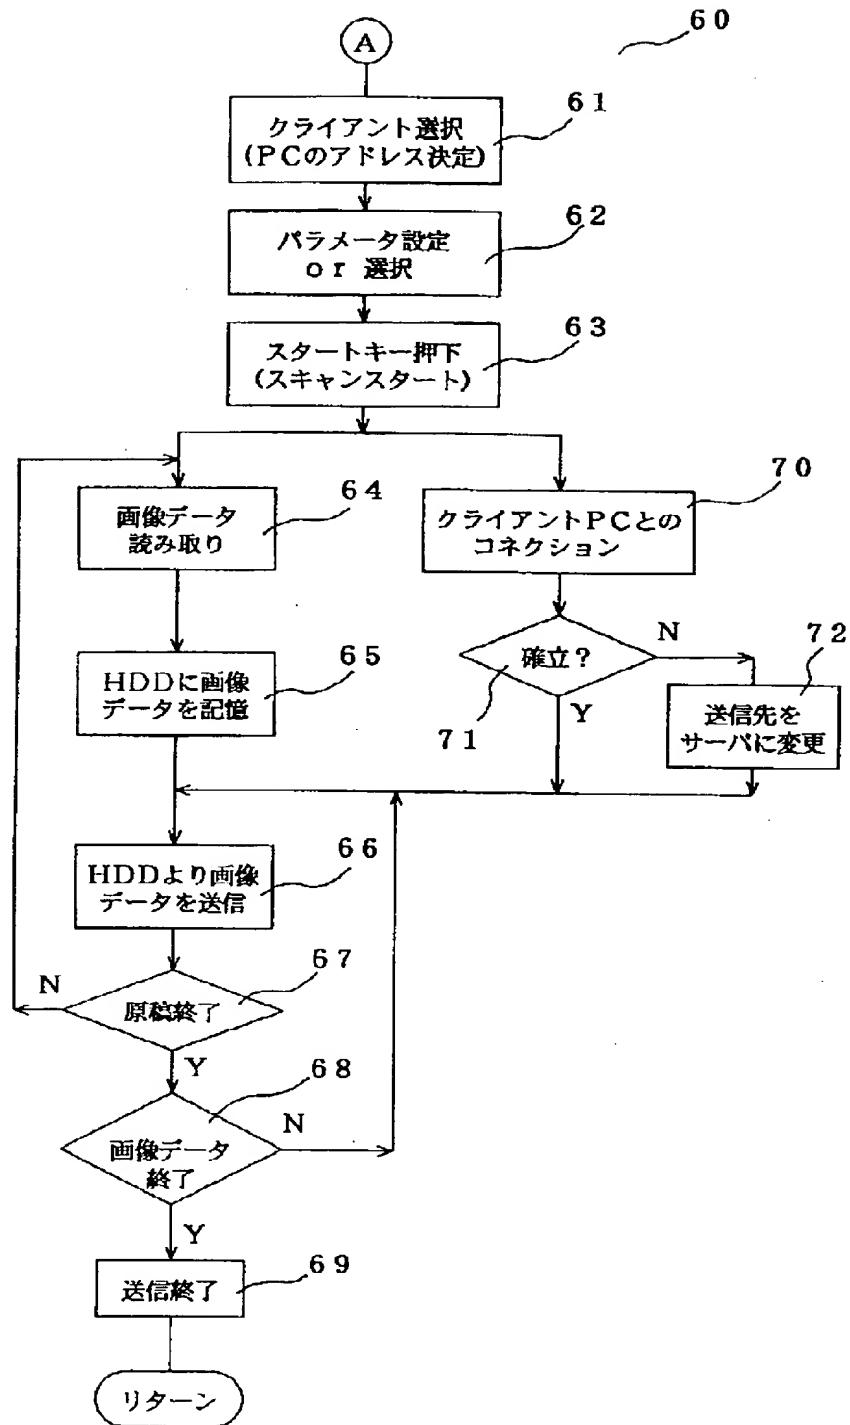 60
A
61
クライアント選択
(PCのアドレス決定)
62
パラメータ設定
or 選択
63
スタートキー押下
(スキャンスタート)
64
画像データ
読み取り
70
クライアントPCとの
コネクション
65
HDDに画像
データを記憶
確立?
N
71
Y
72
送信先を
サーバに変更
66
HDDより画像
データを送信
67
N
原稿終了
Y
68
N
画像データ
終了
Y
69
送信終了
リターン